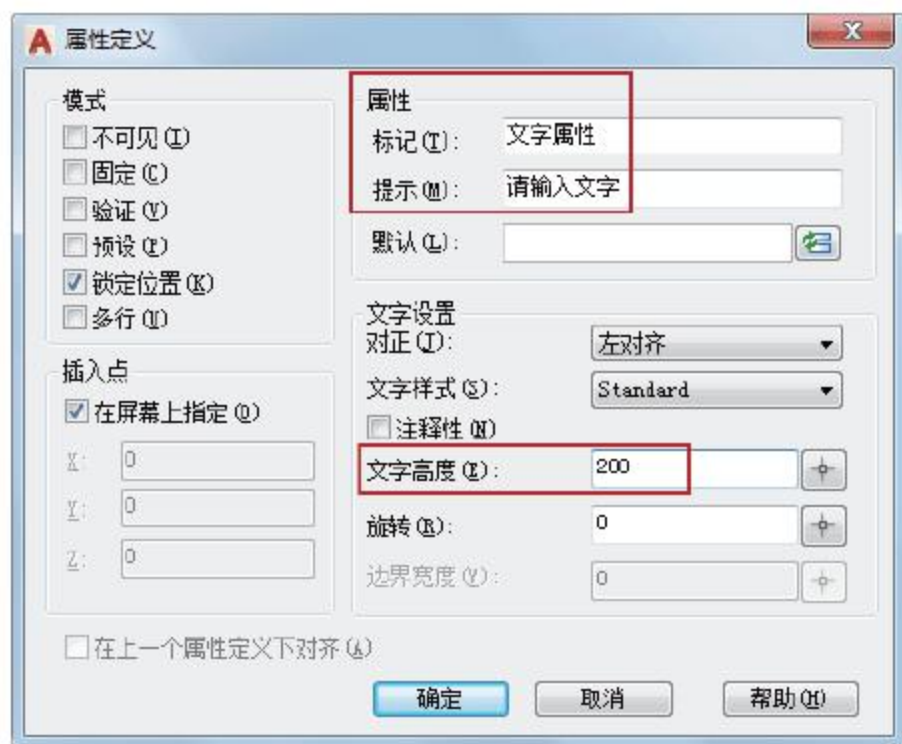 属性定义
模式
不可见(I)
固定(C)
验证(V)
预设(P)
锁定位置(K)
多行(U)
插入点
在屏幕上指定(O)
X: 0
Y: 0
Z: 0
属性
标记(T): 文字属性
提示(M): 请输入文字
默认(L):
文字设置
对正(J): 左对齐
文字样式(S): Standard
注释性(N)
文字高度(E): 200
旋转(R): 0
边界宽度(W): 0
在上一个属性定义下对齐(A)
确定 取消 帮助(H)